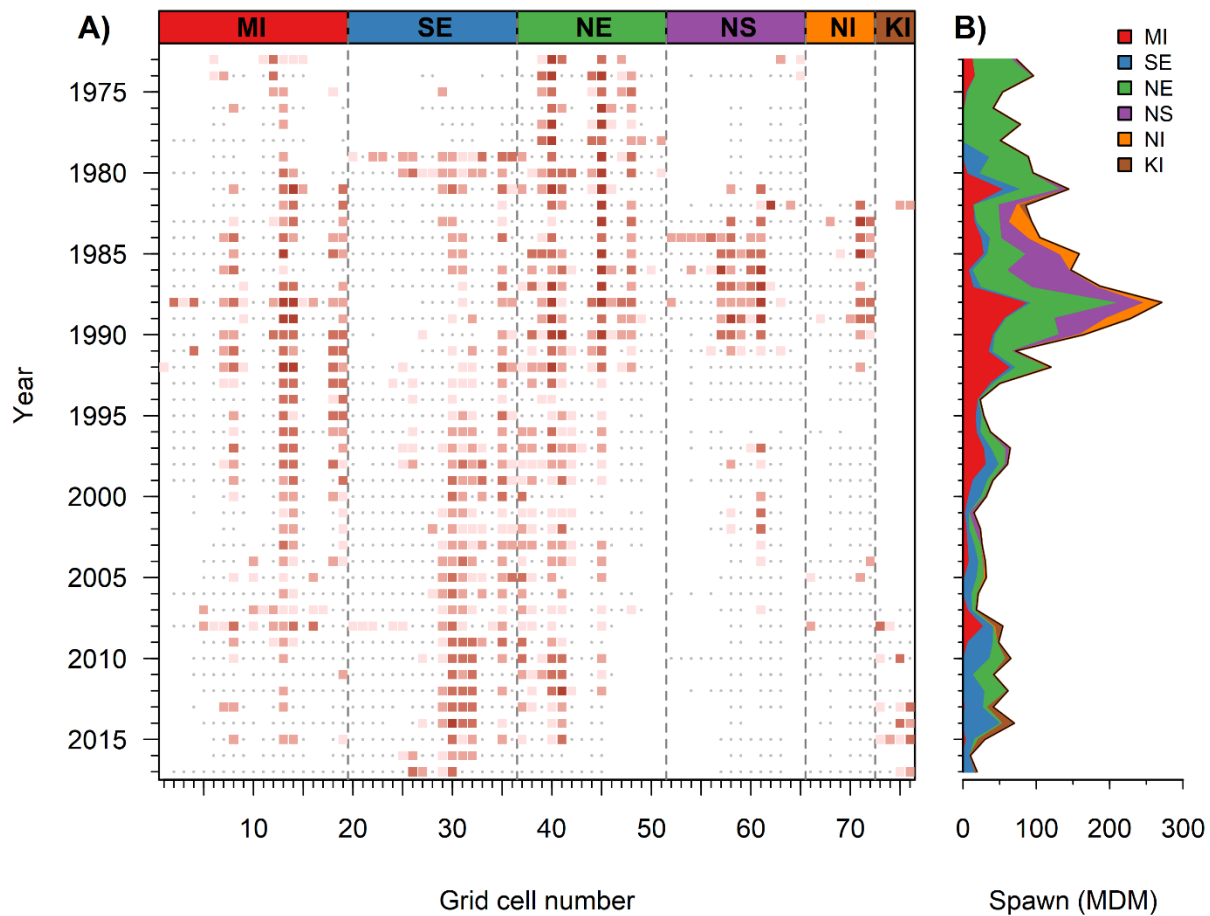 A) MI SE NE NS NI KI B)
MI
SE
NE
NS
NI
KI
1975
1980
1985
1990
1995
2000
2005
2010
2015
Year
10 20 30 40 50 60 70
0 100 200 300
Grid cell number
Spawn (MDM)